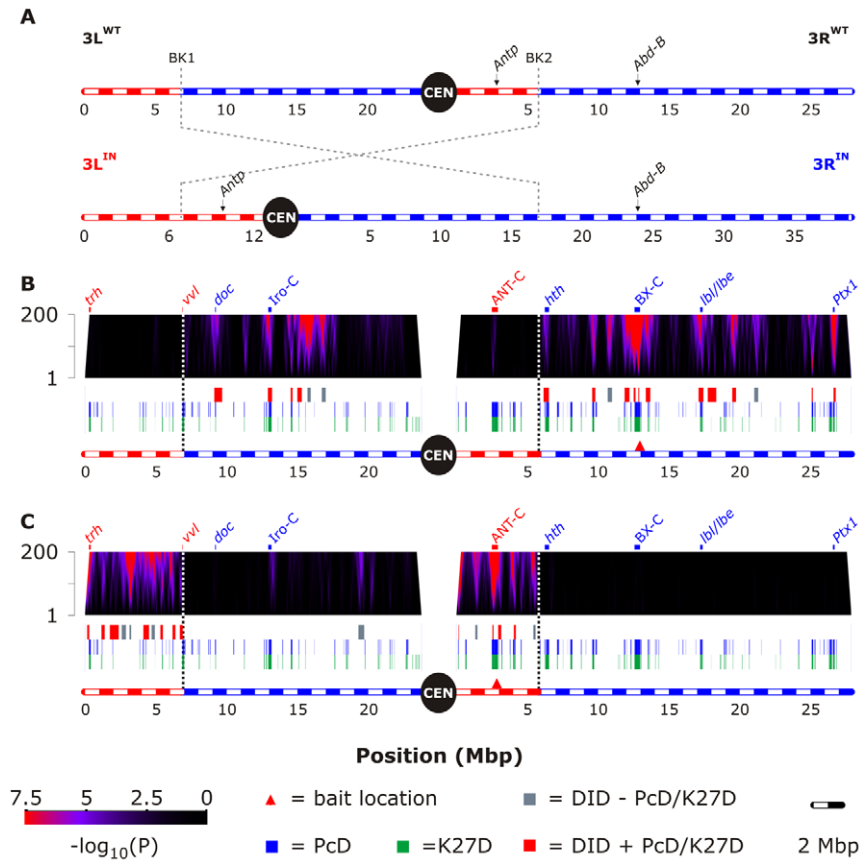 A
3L^WT BK1 Antp BK2 Abd-B 3R^WT
CEN
0 5 10 15 20 5 10 15 20 25
3L^IN Antp Abd-B 3R^IN
CEN
0 6 12 5 10 14 20 24 30 35
B
trh vvl doc Iro-C ANT-C hth BX-C lbl/lbe Ptx1
200
1
CEN
0 5 10 15 20 5 10 15 20 25
C
trh vvl doc Iro-C ANT-C hth BX-C lbl/lbe Ptx1
200
1
CEN
0 5 10 15 20 5 10 15 20 25
Position (Mbp)
7.5 5 2.5 0
-log10(P)
= bait location
= DID - PcD/K27D
= PcD
=K27D
= DID + PcD/K27D
2 Mbp